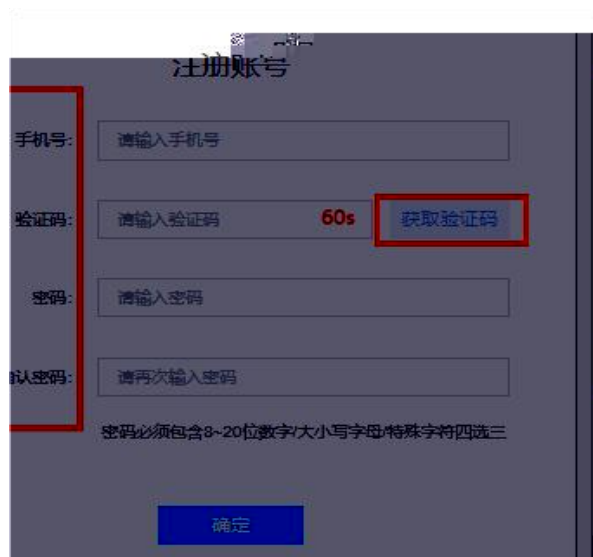 注册账号
手机号: 请输入手机号
验证码: 请输入验证码 60s 获取验证码
密码: 请输入密码
认密码: 请再次输入密码
密码必须包含8~20位数字/大小写字母/特殊字符四选三
确定